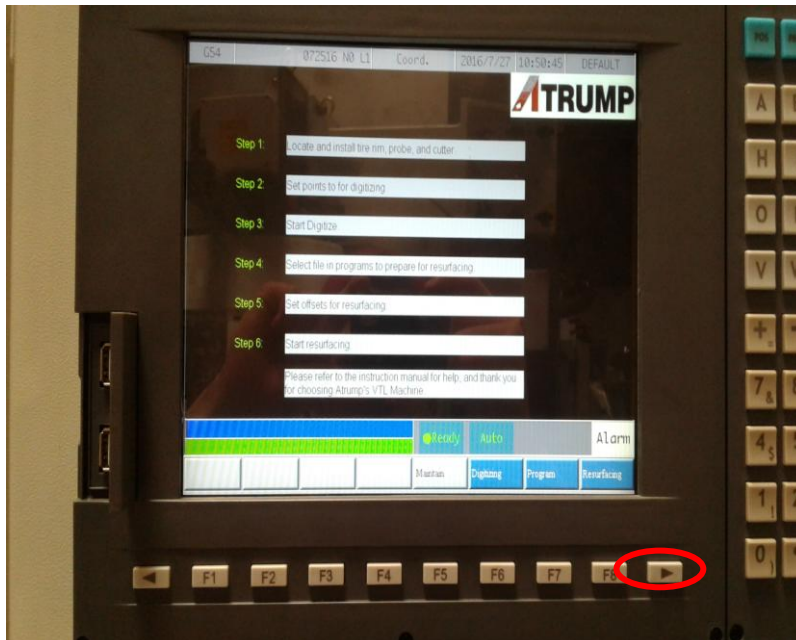 G54 072516 N0 L1 Coord. 2016/7/27 10:50:45 DEFAULT
ATRUMP
Step 1: Locate and install tire rim, probe, and cutter
Step 2: Set points to for digitizing
Step 3: Start Digitize
Step 4: Select file in programs to prepare for resurfacing
Step 5: Set offsets for resurfacing
Step 6: Start resurfacing
Please refer to the instruction manual for help, and thank you
for choosing Atrump's VTL Machine
Ready Auto Alarm
Maintain Digitizing Program Resurfacing
F1 F2 F3 F4 F5 F6 F7 F8
POS
A
H
O
V
+ =
7 &
4 $
1 !
0 )